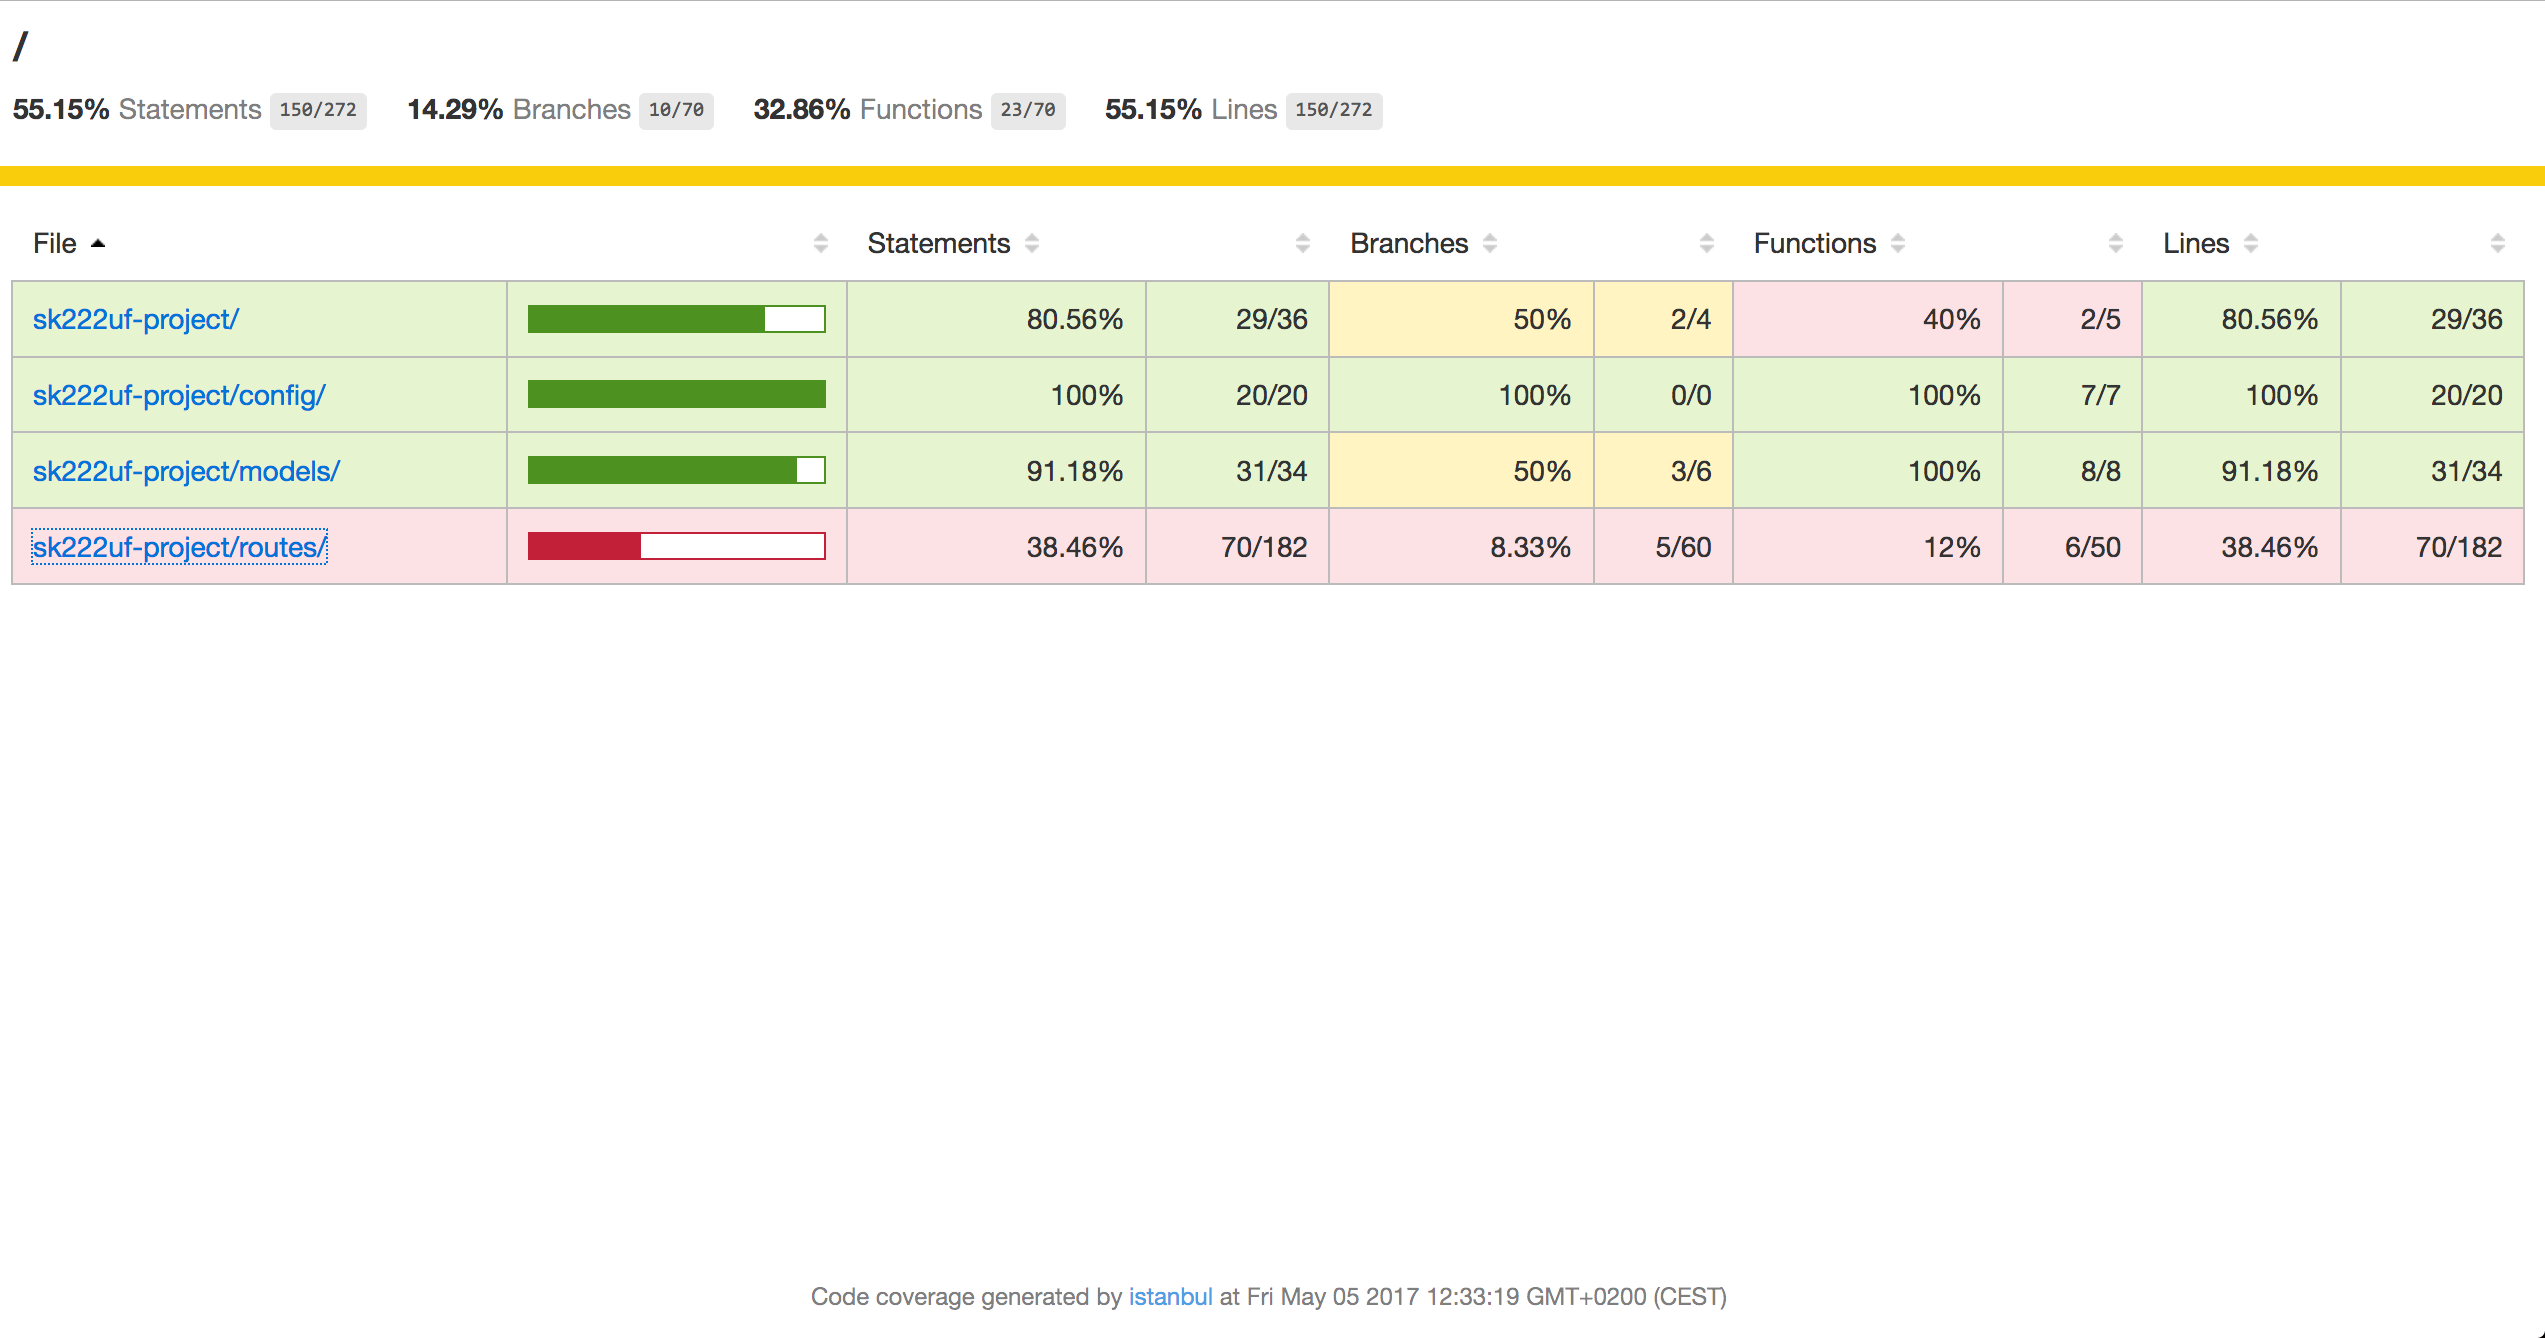 /
55.15% Statements 150/272 14.29% Branches 10/70 32.86% Functions 23/70 55.15% Lines 150/272
File Statements Branches Functions Lines
sk222uf-project/ 80.56% 29/36 50% 2/4 40% 2/5 80.56% 29/36
sk222uf-project/config/ 100% 20/20 100% 0/0 100% 7/7 100% 20/20
sk222uf-project/models/ 91.18% 31/34 50% 3/6 100% 8/8 91.18% 31/34
sk222uf-project/routes/ 38.46% 70/182 8.33% 5/60 12% 6/50 38.46% 70/182
Code coverage generated by istanbul at Fri May 05 2017 12:33:19 GMT+0200 (CEST)